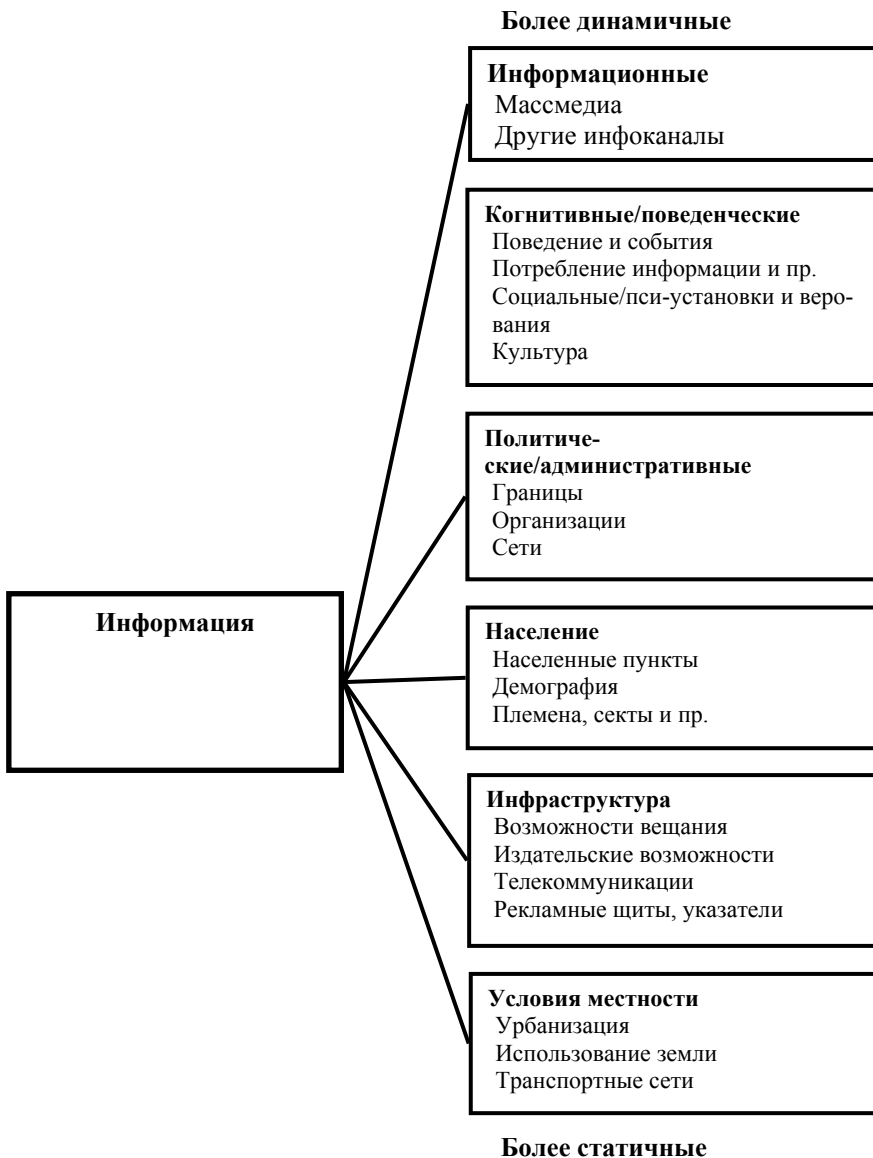 Более динамичные
Информационные
Массмедиа
Другие инфоканалы
Когнитивные/поведенческие
Поведение и события
Потребление информации и пр.
Социальные/пси-установки и веро-
вания
Культура
Политиче-
ские/административные
Границы
Организации
Сети
Информация
Население
Населенные пункты
Демография
Племена, секты и пр.
Инфраструктура
Возможности вещания
Издательские возможности
Телекоммуникации
Рекламные щиты, указатели
Условия местности
Урбанизация
Использование земли
Транспортные сети
Более статичные